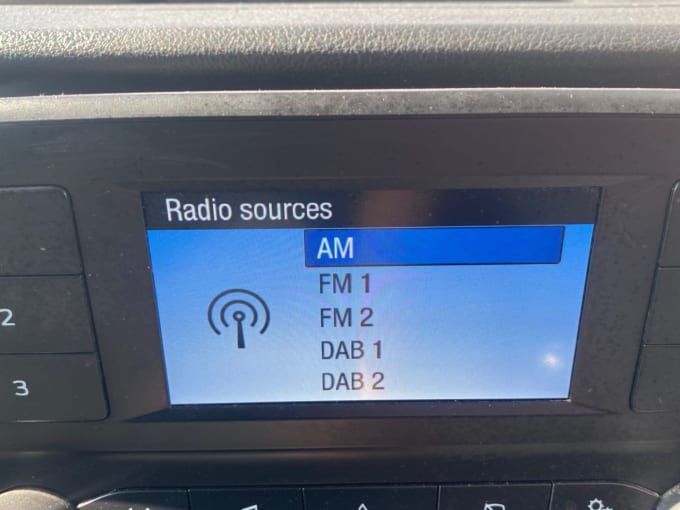 Radio sources
AM
FM 1
FM 2
DAB 1
DAB 2
2
3